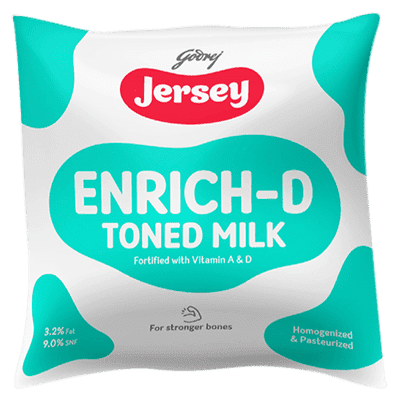 Godrej
Jersey
ENRICH-D
TONED MILK
Fortified with Vitamin A & D
For stronger bones
3.2% Fat
9.0% SNF
Homogenized
& Pasteurized